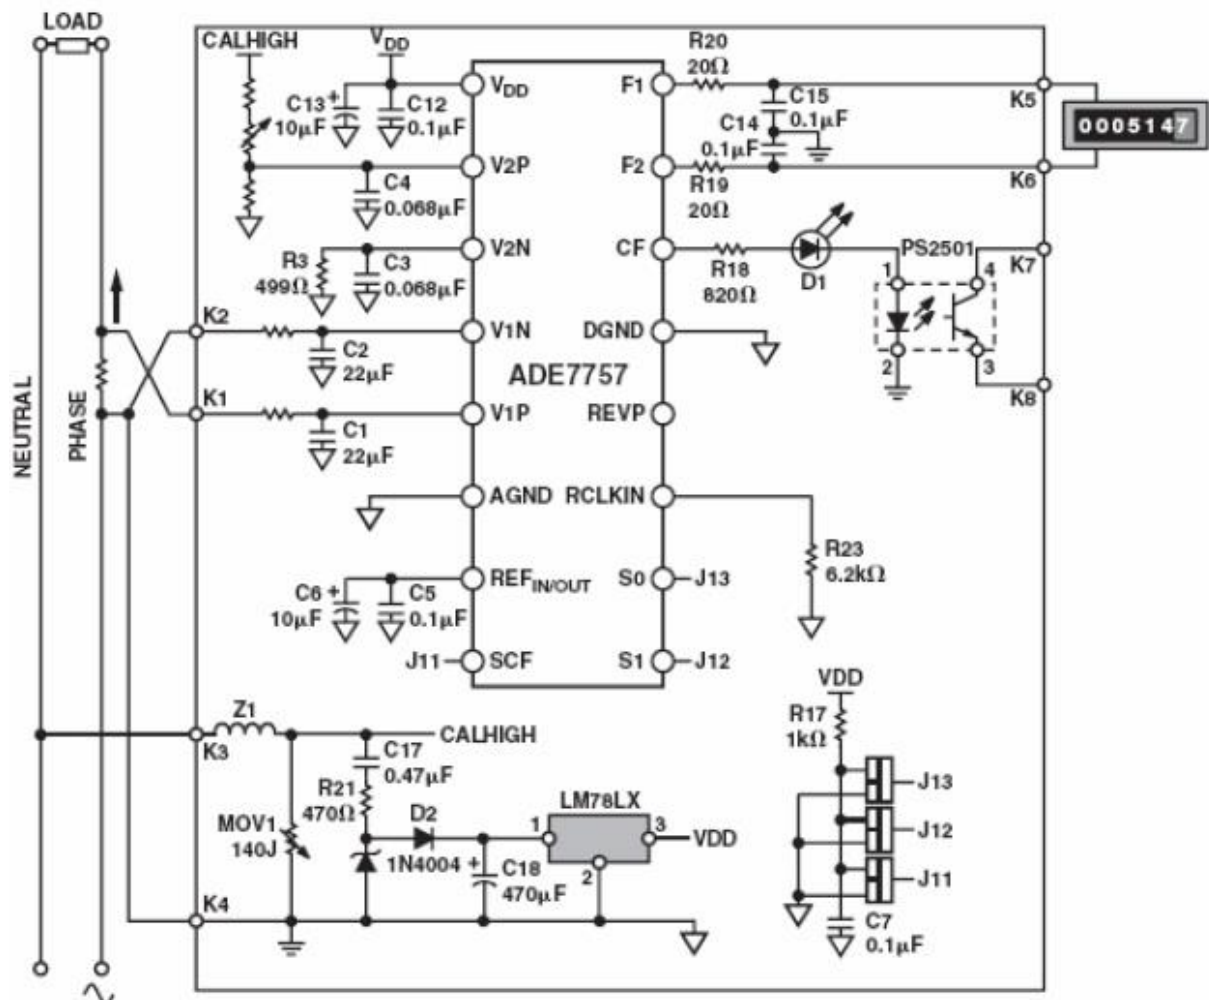 LOAD
CALHIGH
VDD
C13 +
10µF
C12
0.1µF
VDD
V2P
C4
0.068µF
V2N
R3
499Ω
C3
0.068µF
K2
V1N
C2
22µF
ADE7757
K1
V1P
C1
22µF
NEUTRAL
PHASE
AGND
REFIN/OUT
C6 +
10µF
C5
0.1µF
J11
SCF
F1
R20
20Ω
C15
0.1µF
C14
0.1µF
K5
0005147
F2
R19
20Ω
K6
CF
R18
820Ω
D1
PS2501
1
4
2
3
K7
K8
DGND
REVP
RCLKIN
R23
6.2kΩ
S0
J13
S1
J12
Z1
K3
CALHIGH
C17
0.47µF
R21
470Ω
MOV1
140J
D2
1N4004
+
C18
470µF
LM78LX
1
3
2
VDD
K4
VDD
R17
1kΩ
J13
J12
J11
C7
0.1µF